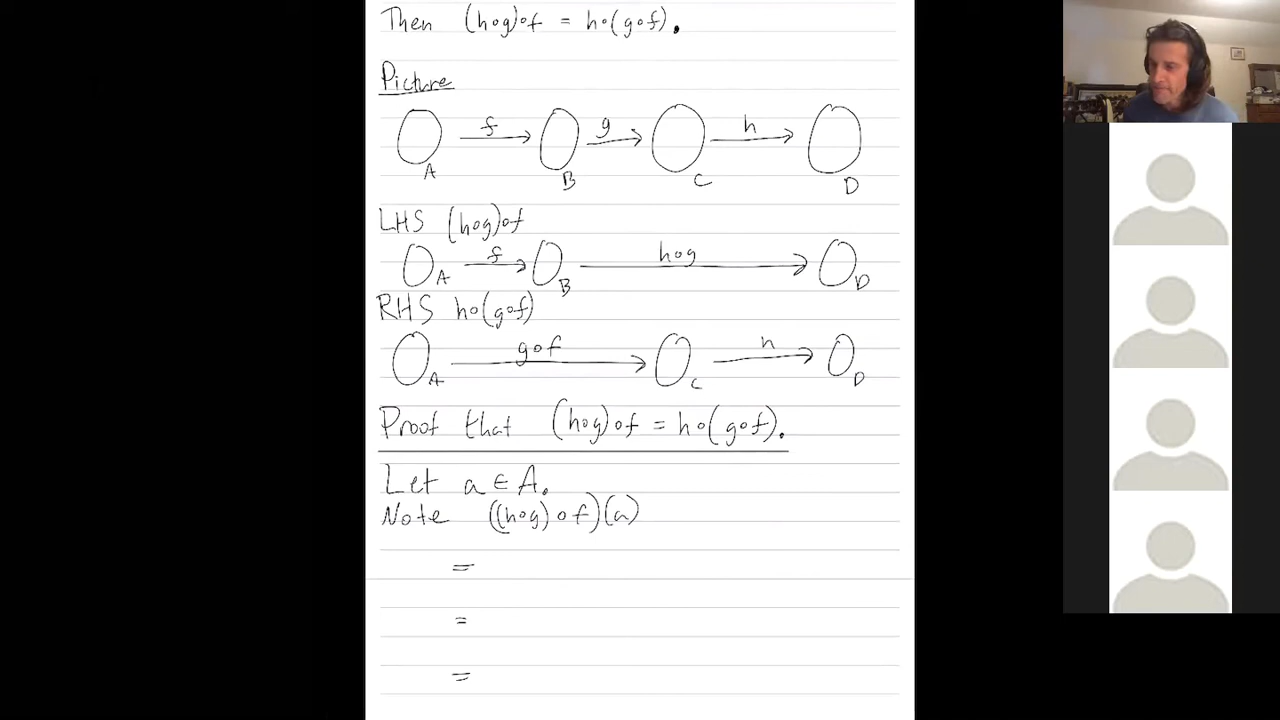 Then (h∘g)∘f = h∘(g∘f).
Picture
f g h
A B C D
LHS (h∘g)∘f
f h∘g
A B D
RHS h∘(g∘f)
g∘f h
A C D
Proof that (h∘g)∘f = h∘(g∘f).
Let a ∈ A.
Note ((h∘g)∘f)(a)
=
=
=